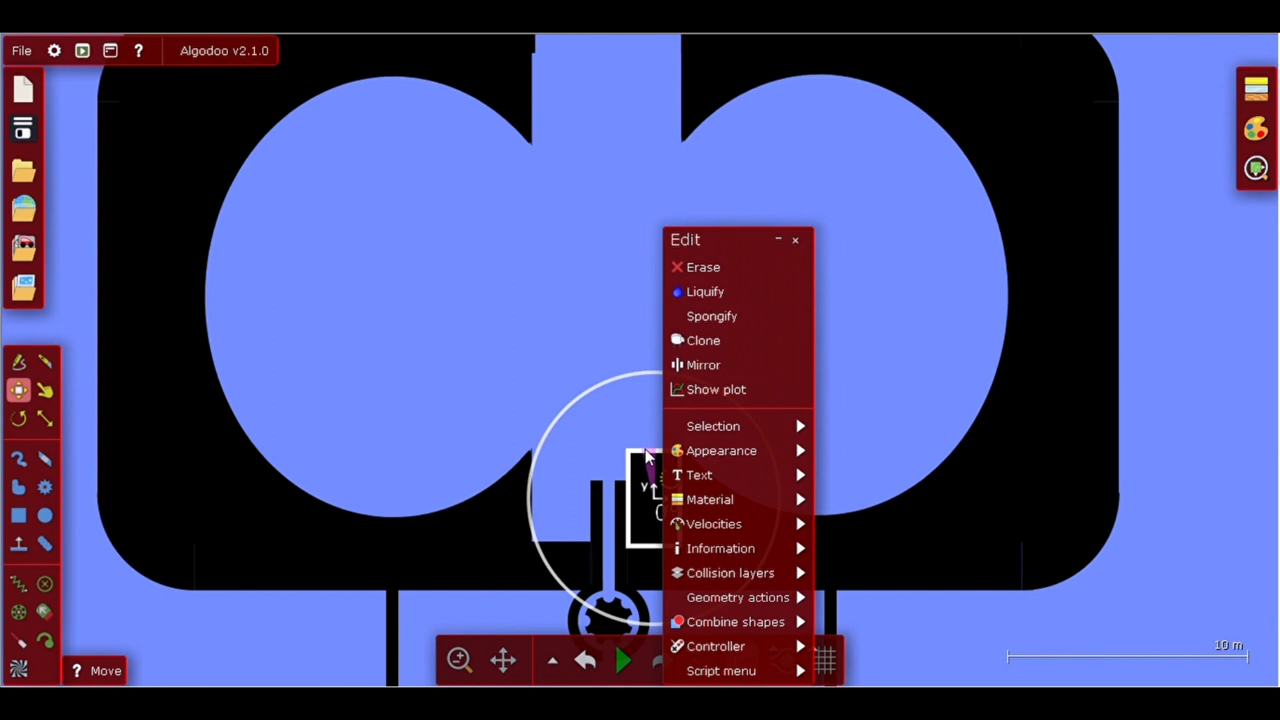 File
?
Algodoo v2.1.0
Edit
Erase
Liquify
Spongify
Clone
Mirror
Show plot
Selection
Appearance
T Text
Material
Velocities
Information
Collision layers
Geometry actions
Combine shapes
Controller
Script menu
y
? Move
10 m